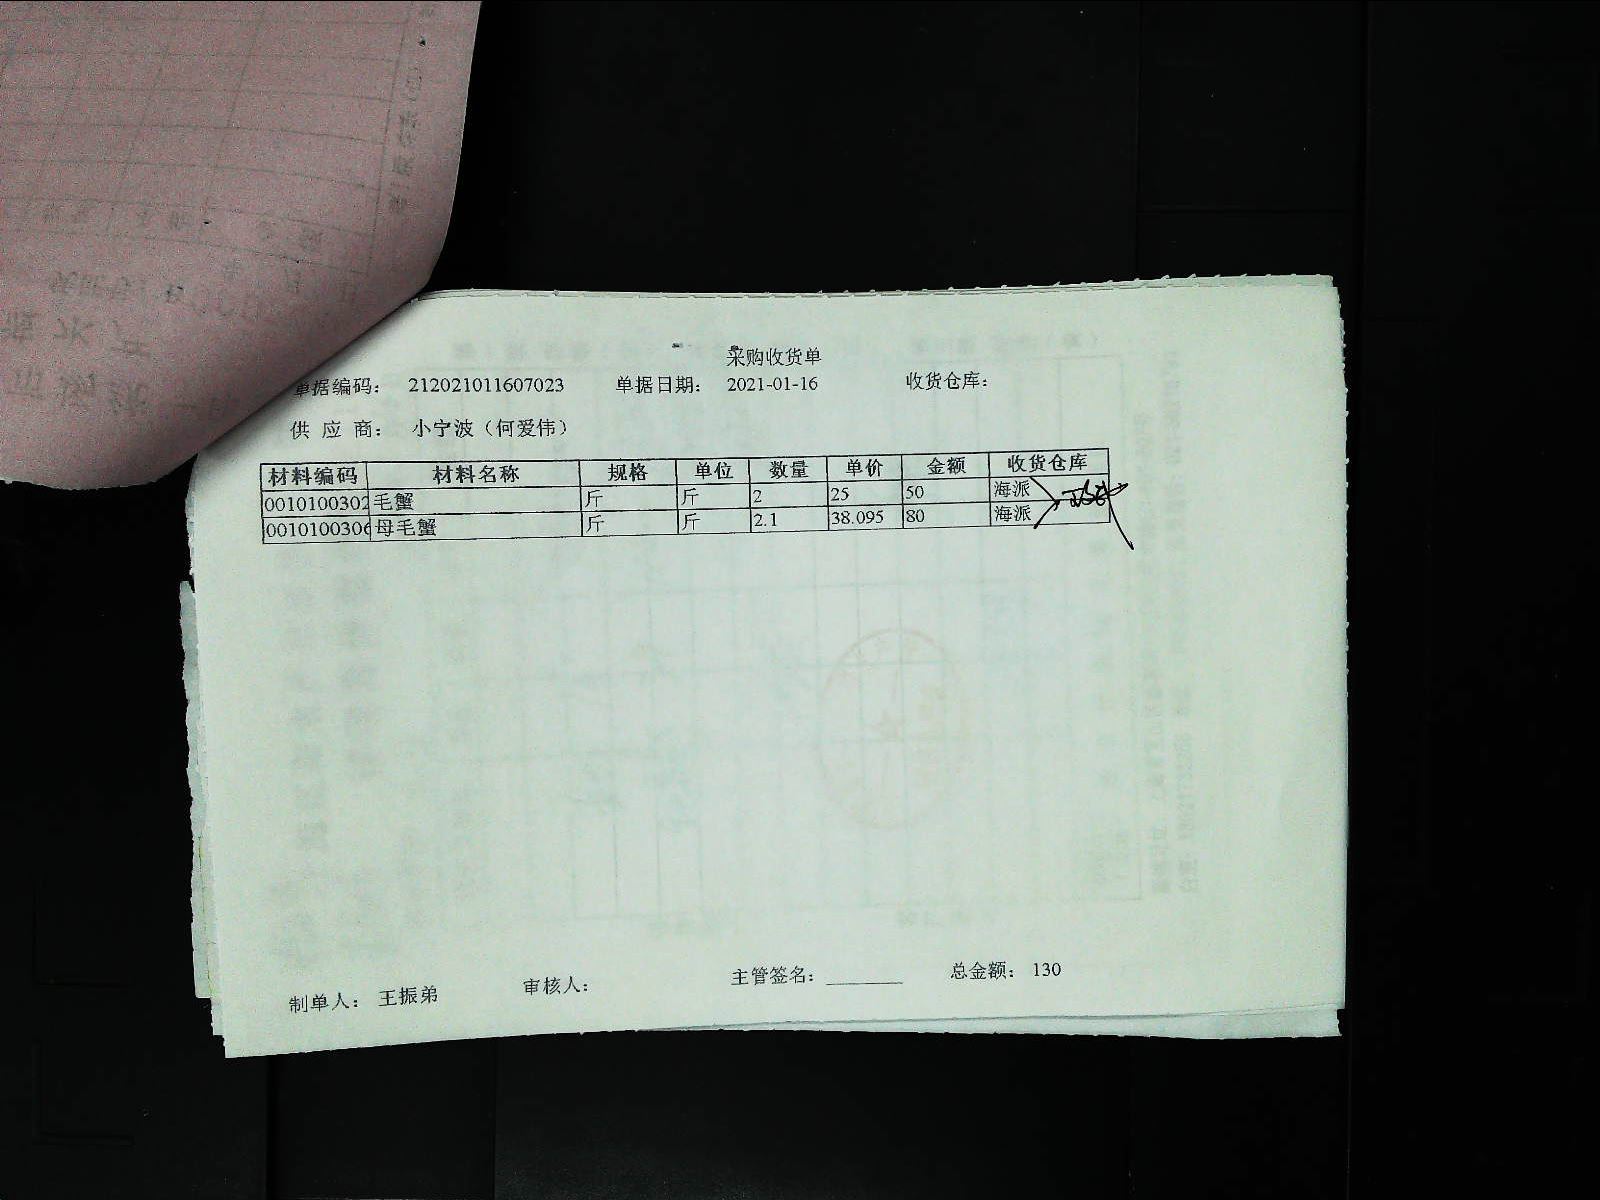 采购收货单
单据编码： 212021011607023 单据日期： 2021-01-16 收货仓库：
供 应 商： 小宁波（何爱伟）
材料编码 材料名称 规格 单位 数量 单价 金额 收货仓库
0010100302 毛蟹 斤 斤 2 25 50 海派
0010100306 母毛蟹 斤 斤 2.1 38.095 80 海派
制单人： 王振弟 审核人： 主管签名： 总金额： 130